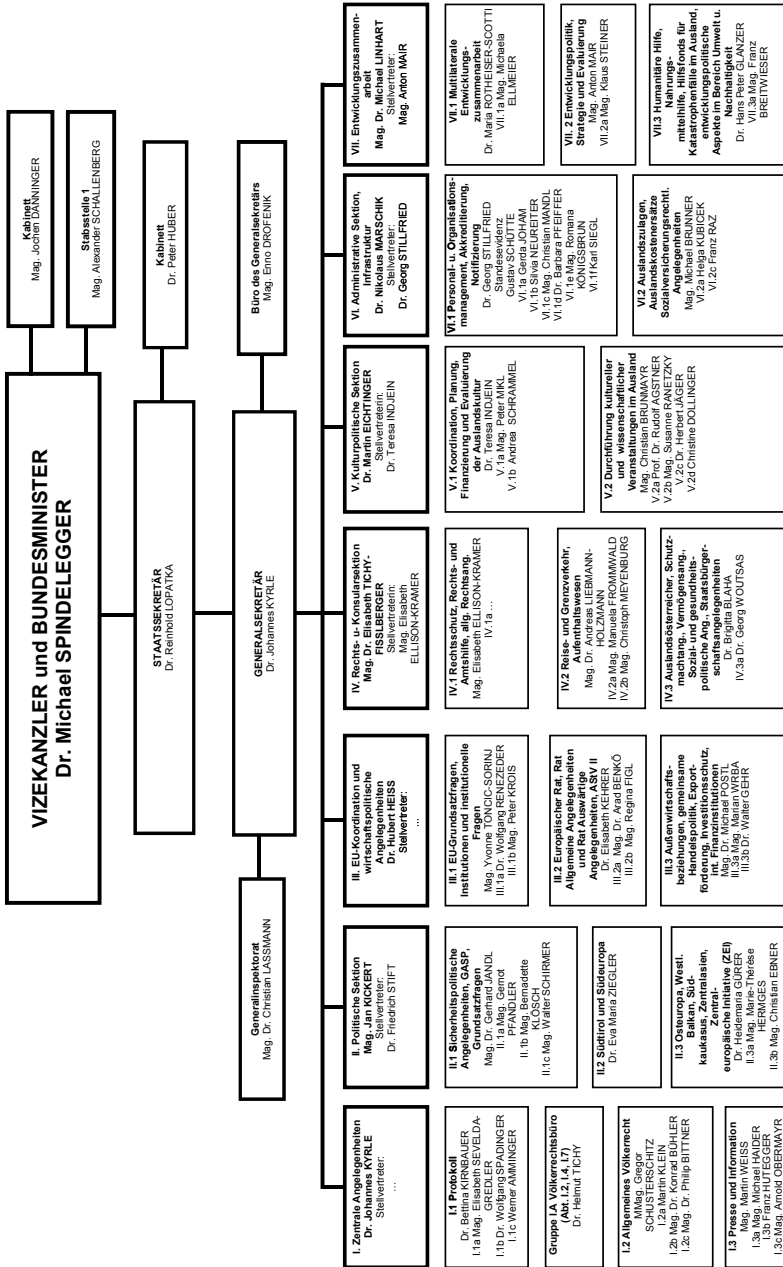 VIZEKANZLER und BUNDESMINISTER
Dr. Michael SPINDELEGGER
Kabinett
Mag. Jochen DANNINGER
Stabsstelle 1
Mag. Alexander SCHALLENBERG
STAATSSEKRETÄR
Dr. Reinhold LOPATKA
Kabinett
Dr. Peter HUBER
Generalinspektorat
Mag. Dr. Christian LASSMANN
GENERALSEKRETÄR
Dr. Johannes KYRLE
Büro des Generalsekretärs
Mag. Enno DROFENIK
I. Zentrale Angelegenheiten
Dr. Johannes KYRLE
Stellvertreter:
...
II. Politische Sektion
Mag. Jan KICKERT
Stellvertreter:
Dr. Friedrich STIFT
III. EU-Koordination und
wirtschaftspolitische
Angelegenheiten
Dr. Hubert HEISS
Stellvertreter:
...
IV. Rechts- u. Konsularsektion
Mag. Dr. Elisabeth TICHY-
FISSLBERGER
Stellvertreterin:
Mag. Elisabeth
ELLISON-KRAMER
V. Kulturpolitische Sektion
Dr. Martin EICHTINGER
Stellvertreterin:
Dr. Teresa INDJEIN
VI. Administrative Sektion,
Infrastruktur
Dr. Nikolaus MARSCHIK
Stellvertreter:
Dr. Georg STILLFRIED
VII. Entwicklungszusammen-
arbeit
Mag. Dr. Michael LINHART
Stellvertreter:
Mag. Anton MAIR
I.1 Protokoll
Dr. Bettina KIRNBAUER
I.1a Mag. Elisabeth SEVELDA-
GREDLER
I.1b Dr. Wolfgang SPADINGER
I.1c Werner AMMINGER
Gruppe I.A Völkerrechtsbüro
(Abt. I.2, I.4, I.7)
Dr. Helmut TICHY
I.2 Allgemeines Völkerrecht
MMag. Gregor
SCHUSTERSCHITZ
I.2a Martin KLEIN
I.2b Mag. Dr. Konrad BÜHLER
I.2c Mag. Dr. Philip BITTNER
I.3 Presse und Information
Mag. Martin WEISS
I.3a Mag. Michael HAIDER
I.3b Franz HUTEGGER
I.3c Mag. Arnold OBERMAYR
II.1 Sicherheitspolitische
Angelegenheiten, GASP,
Grundsatzfragen
Mag. Dr. Gerhard JANDL
II.1a Mag. Gernot
PFANDLER
II.1b Mag. Bernadette
KLÖSCH
II.1c Mag. Walter SCHIRMER
II.2 Südtirol und Südeuropa
Dr. Eva Maria ZIEGLER
II.3 Osteuropa, Westl.
Balkan, Süd-
kaukasus, Zentralasien,
Zentral-
europäische Initiative (ZEI)
Dr. Heidemaria GÜRER
II.3a Mag. Marie-Thérèse
HERMGES
II.3b Mag. Christian EBNER
III.1 EU-Grundsatzfragen,
Institutionen und institutionelle
Fragen
Mag. Yvonne TONCIC-SORINJ
III.1a Dr. Wolfgang RENEZEDER
III.1b Mag. Peter KROIS
III.2 Europäischer Rat, Rat
Allgemeine Angelegenheiten
und Rat Auswärtige
Angelegenheiten, AStV II
Dr. Elisabeth KEHRER
III.2a Mag. Dr. Arad BENKÖ
III.2b Mag. Regina FIGL
III.3 Außenwirtschafts-
beziehungen, gemeinsame
Handelspolitik, Export-
förderung, Investitionsschutz,
int. Finanzinstitutionen
Mag. Dr. Michael POSTL
III.3a Mag. Marian WRBA
III.3b Dr. Walter GEHR
IV.1 Rechtsschutz, Rechts- und
Amtshilfe, allg. Rechtsang.
Mag. Elisabeth ELLISON-KRAMER
IV.1a ...
IV.2 Reise- und Grenzverkehr,
Aufenthaltswesen
Mag. Dr. Andreas LIEBMANN-
HOLZMANN
IV.2a Mag. Manuela FROMMWALD
IV.2b Mag. Christoph MEYENBURG
IV.3 Auslandsösterreicher, Schutz-
machtang., Vermögensang.,
Sozial- und gesundheits-
politische Ang., Staatsbürger-
schaftsangelegenheiten
Dr. Brigitta BLAHA
IV.3a Dr. Georg WOUTSAS
V.1 Koordination, Planung,
Finanzierung und Evaluierung
der Auslandskultur
Dr. Teresa INDJEIN
V.1a Mag. Peter MIKL
V.1b Andrea SCHRAMMEL
V.2 Durchführung kultureller
und wissenschaftlicher
Veranstaltungen im Ausland
Mag. Christian BRUNMAYR
V.2a Prof. Dr. Rudolf AGSTNER
V.2b Mag. Susanne RANETZKY
V.2c Dr. Herbert JÄGER
V.2d Christine DOLLINGER
VI.1 Personal- u. Organisations-
management, Akkreditierung,
Notifizierung
Dr. Georg STILLFRIED
Standesevidenz
Gustav SCHÜTTE
VI.1a Gerda JOHAM
VI.1b Silvia NEUREITER
VI.1c Mag. Christian MANDL
VI.1d Dr. Barbara PFEIFFER
VI.1e Mag. Romana
KÖNIGSBRUN
VI.1f Karl SIEGL
VI.2 Auslandszulagen,
Auslandskostenersätze
Sozialversicherungsrechtl.
Angelegenheiten
Mag. Michael BRUNNER
VI.2a Helga KUBICEK
VI.2c Franz RAZ
VII.1 Multilaterale
Entwicklungs-
zusammenarbeit
Dr. Maria ROTHEISER-SCOTTI
VII.1a Mag. Michaela
ELLMEIER
VII. 2 Entwicklungspolitik,
Strategie und Evaluierung
Mag. Anton MAIR
VII.2a Mag. Klaus STEINER
VII.3 Humanitäre Hilfe,
Nahrungs-
mittelhilfe, Hilfsfonds für
Katastrophenfälle im Ausland,
entwicklungspolitische
Aspekte im Bereich Umwelt u.
Nachhaltigkeit
Dr. Hans Peter GLANZER
VII.3a Mag. Franz
BREITWIESER